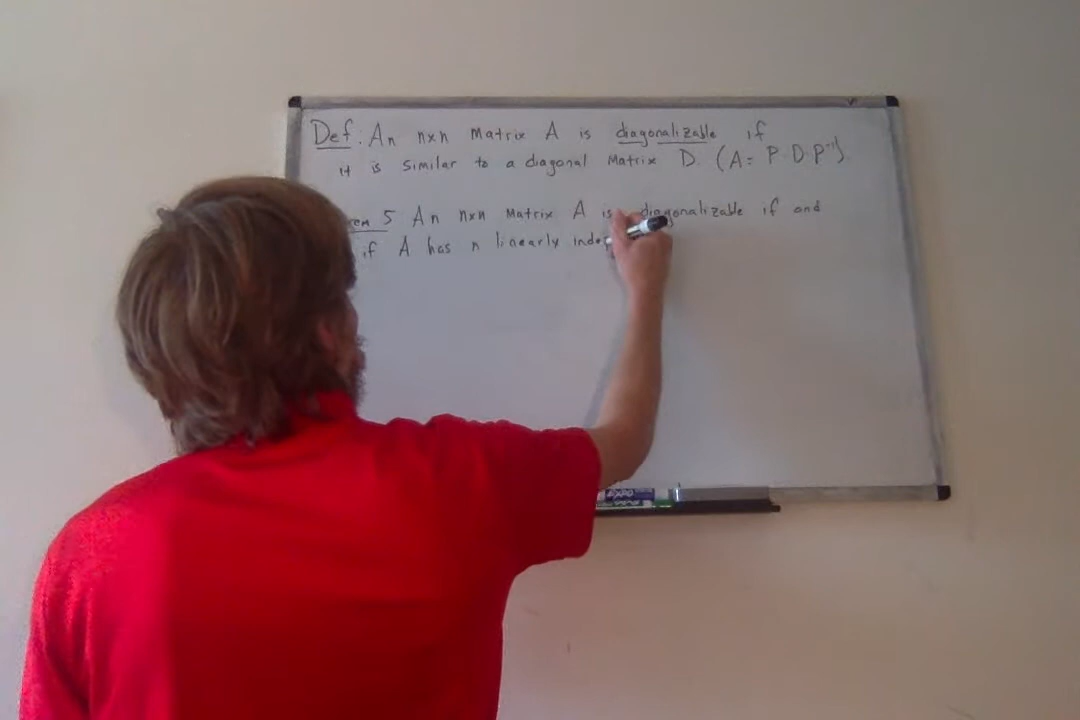 Def: An nxn Matrix A is diagonalizable if
it is similar to a diagonal Matrix D. (A = P·D·P⁻¹)
5 An nxn Matrix A is diagonalizable if and
if A has n linearly inde
EXPO